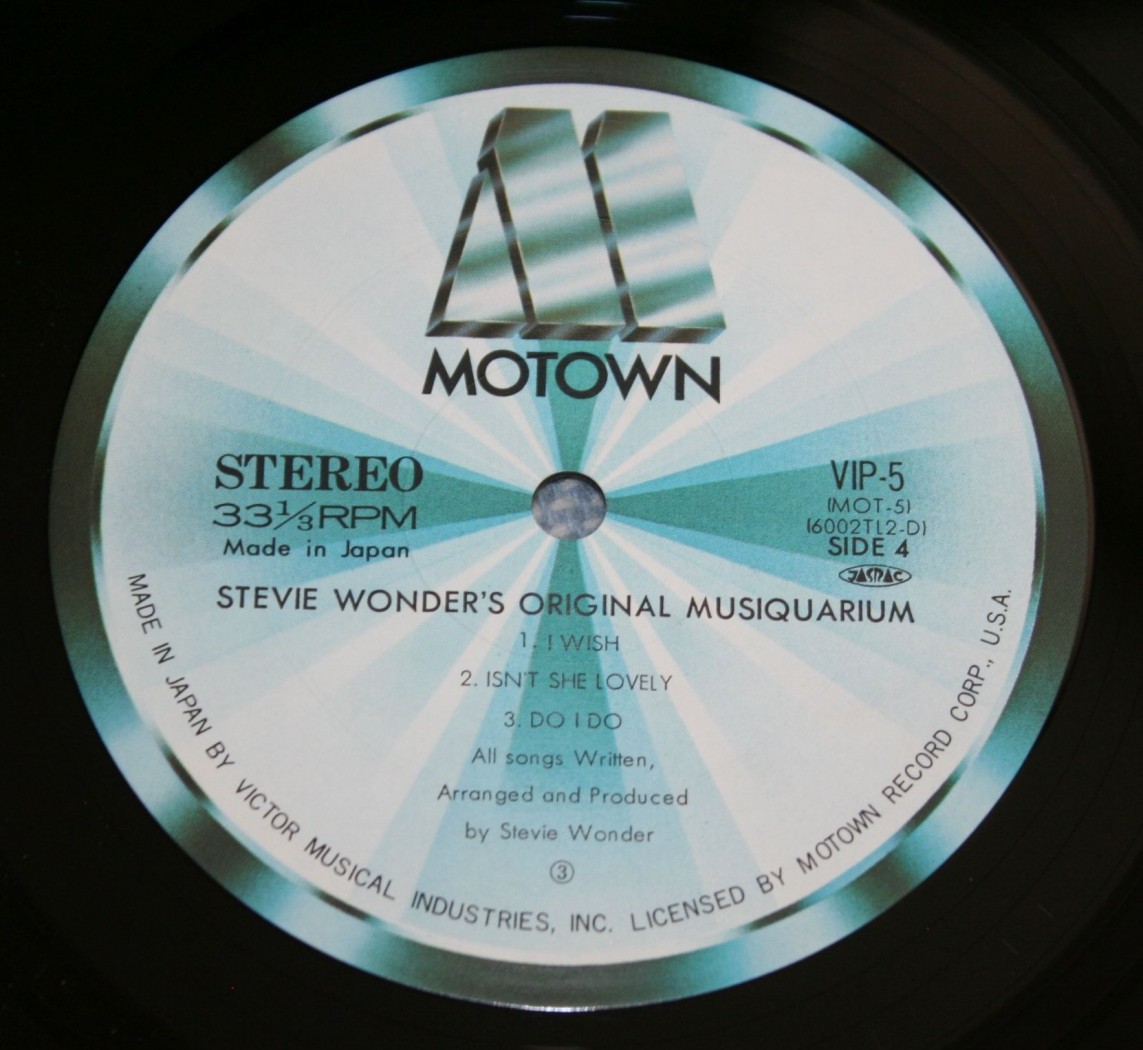 MOTOWN
STEREO
33⅓RPM
Made in Japan
VIP-5
(MOT-5)
(6002TL2-D)
SIDE 4
JASRAC
STEVIE WONDER'S ORIGINAL MUSIQUARIUM
1. I WISH
2. ISN'T SHE LOVELY
3. DO I DO
All songs Written,
Arranged and Produced
by Stevie Wonder
③
MADE IN JAPAN BY VICTOR MUSICAL INDUSTRIES, INC. LICENSED BY MOTOWN RECORD CORP., U.S.A.